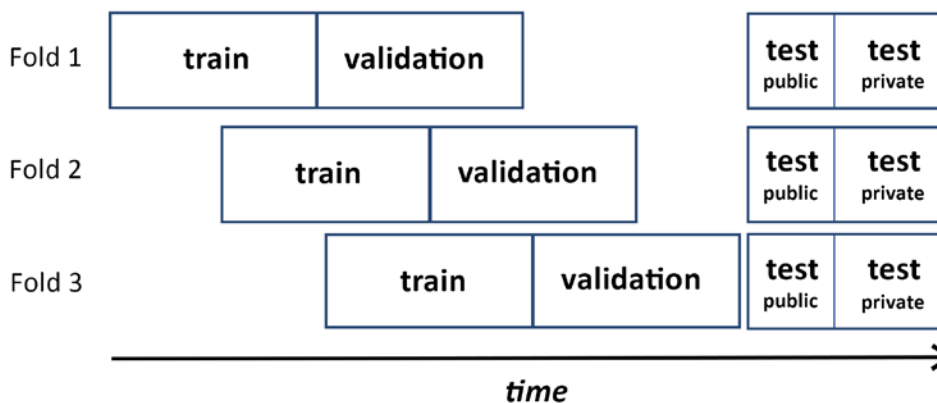 Fold 1 train validation test test
public private
Fold 2 train validation test test
public private
Fold 3 train validation test test
public private
time